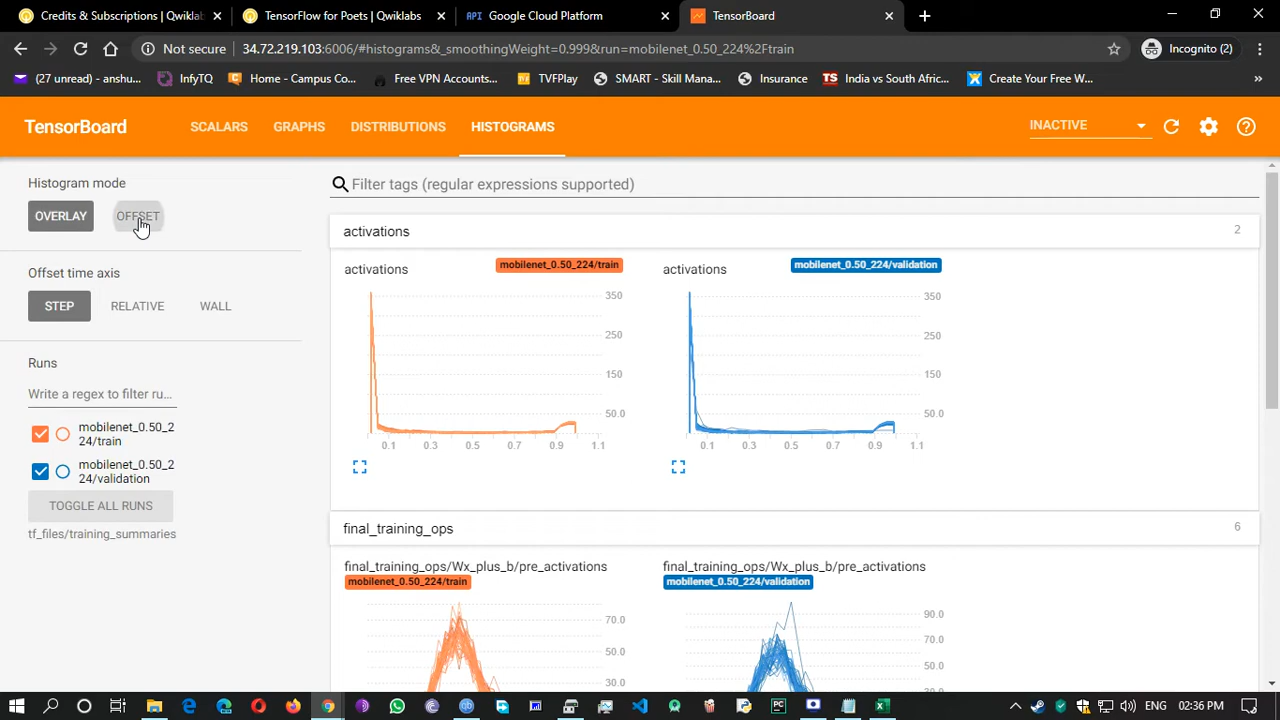 Credits & Subscriptions | Qwiklabs
TensorFlow for Poets | Qwiklabs
API
Google Cloud Platform
TensorBoard
Not secure
34.72.219.103:6006/#histograms&_smoothingWeight=0.999&run=mobilenet_0.50_224%2Ftrain
Incognito (2)
(27 unread) - anshu...
InfyTQ
Home - Campus Co...
Free VPN Accounts...
TVFPlay
SMART - Skill Mana...
Insurance
TS
India vs South Afric...
Create Your Free W...
»
TensorBoard
SCALARS
GRAPHS
DISTRIBUTIONS
HISTOGRAMS
INACTIVE
Histogram mode
OVERLAY
OFFSET
Offset time axis
STEP
RELATIVE
WALL
Runs
Write a regex to filter ru...
mobilenet_0.50_2
24/train
mobilenet_0.50_2
24/validation
TOGGLE ALL RUNS
tf_files/training_summaries
Filter tags (regular expressions supported)
activations
2
activations
mobilenet_0.50_224/train
350
250
150
50.0
0.1 0.3 0.5 0.7 0.9 1.1
activations
mobilenet_0.50_224/validation
350
250
150
50.0
0.1 0.3 0.5 0.7 0.9 1.1
final_training_ops
6
final_training_ops/Wx_plus_b/pre_activations
mobilenet_0.50_224/train
70.0
50.0
30.0
final_training_ops/Wx_plus_b/pre_activations
mobilenet_0.50_224/validation
90.0
70.0
50.0
30.0
ENG
02:36 PM